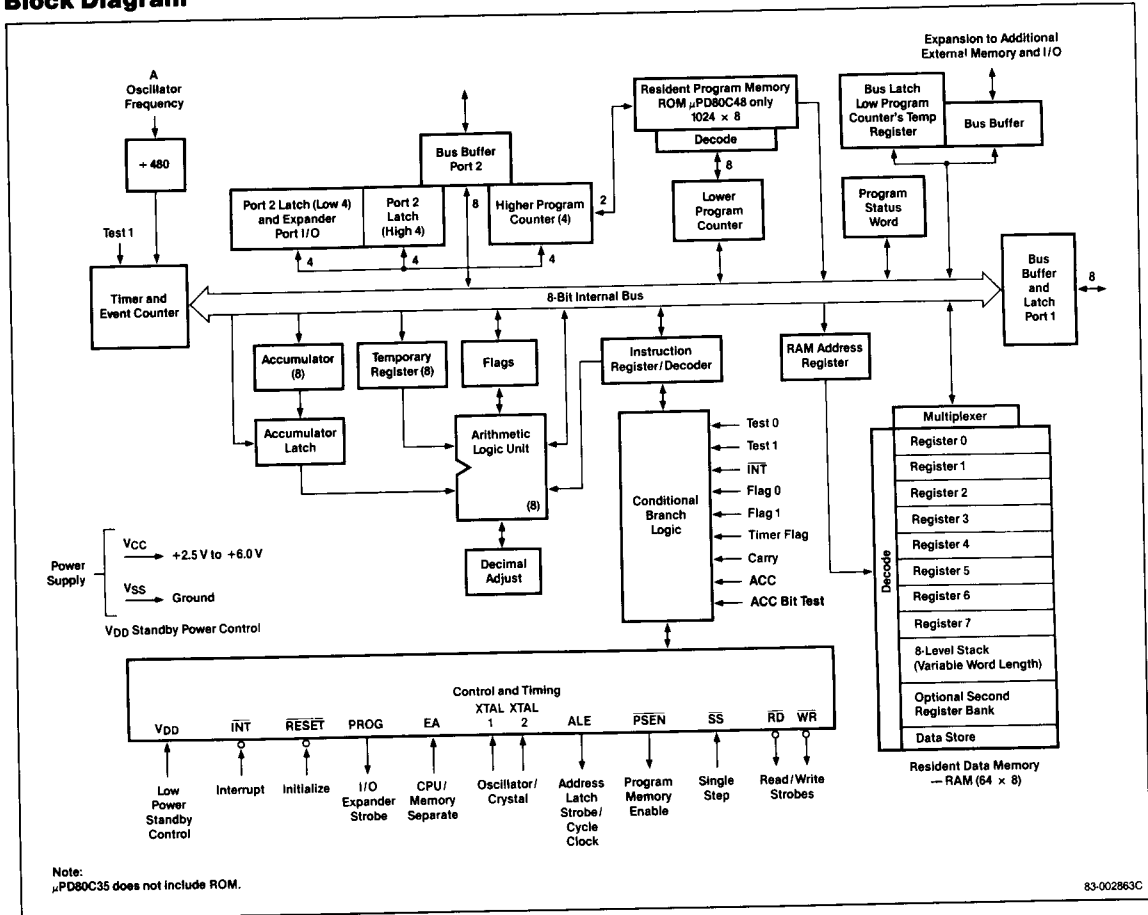 Block Diagram
Expansion to Additional
External Memory and I/O
A
Oscillator
Frequency
÷ 480
Test 1
Timer and
Event Counter
Bus Buffer
Port 2
Port 2 Latch (Low 4)
and Expander
Port I/O
Port 2
Latch
(High 4)
8
Higher Program
Counter (4)
2
4
4
4
Resident Program Memory
ROM μPD80C48 only
1024 × 8
Decode
8
Lower
Program
Counter
Bus Latch
Low Program
Counter's Temp
Register
Bus Buffer
Program
Status
Word
Bus
Buffer
and
Latch
Port 1
8
8-Bit Internal Bus
Accumulator
(8)
Temporary
Register (8)
Flags
Instruction
Register/Decoder
RAM Address
Register
Accumulator
Latch
Arithmetic
Logic Unit
(8)
Decimal
Adjust
Conditional
Branch
Logic
Test 0
Test 1
INT
Flag 0
Flag 1
Timer Flag
Carry
ACC
ACC Bit Test
Multiplexer
Decode
Register 0
Register 1
Register 2
Register 3
Register 4
Register 5
Register 6
Register 7
8-Level Stack
(Variable Word Length)
Optional Second
Register Bank
Data Store
Resident Data Memory
— RAM (64 × 8)
Power
Supply
VCC
+2.5 V to +6.0 V
VSS
Ground
VDD Standby Power Control
Control and Timing
XTAL XTAL
VDD INT RESET PROG EA 1 2 ALE PSEN SS RD WR
Low
Power
Standby
Control
Interrupt
Initialize
I/O
Expander
Strobe
CPU/
Memory
Separate
Oscillator/
Crystal
Address
Latch
Strobe/
Cycle
Clock
Program
Memory
Enable
Single
Step
Read/Write
Strobes
Note:
μPD80C35 does not include ROM.
83-002863C